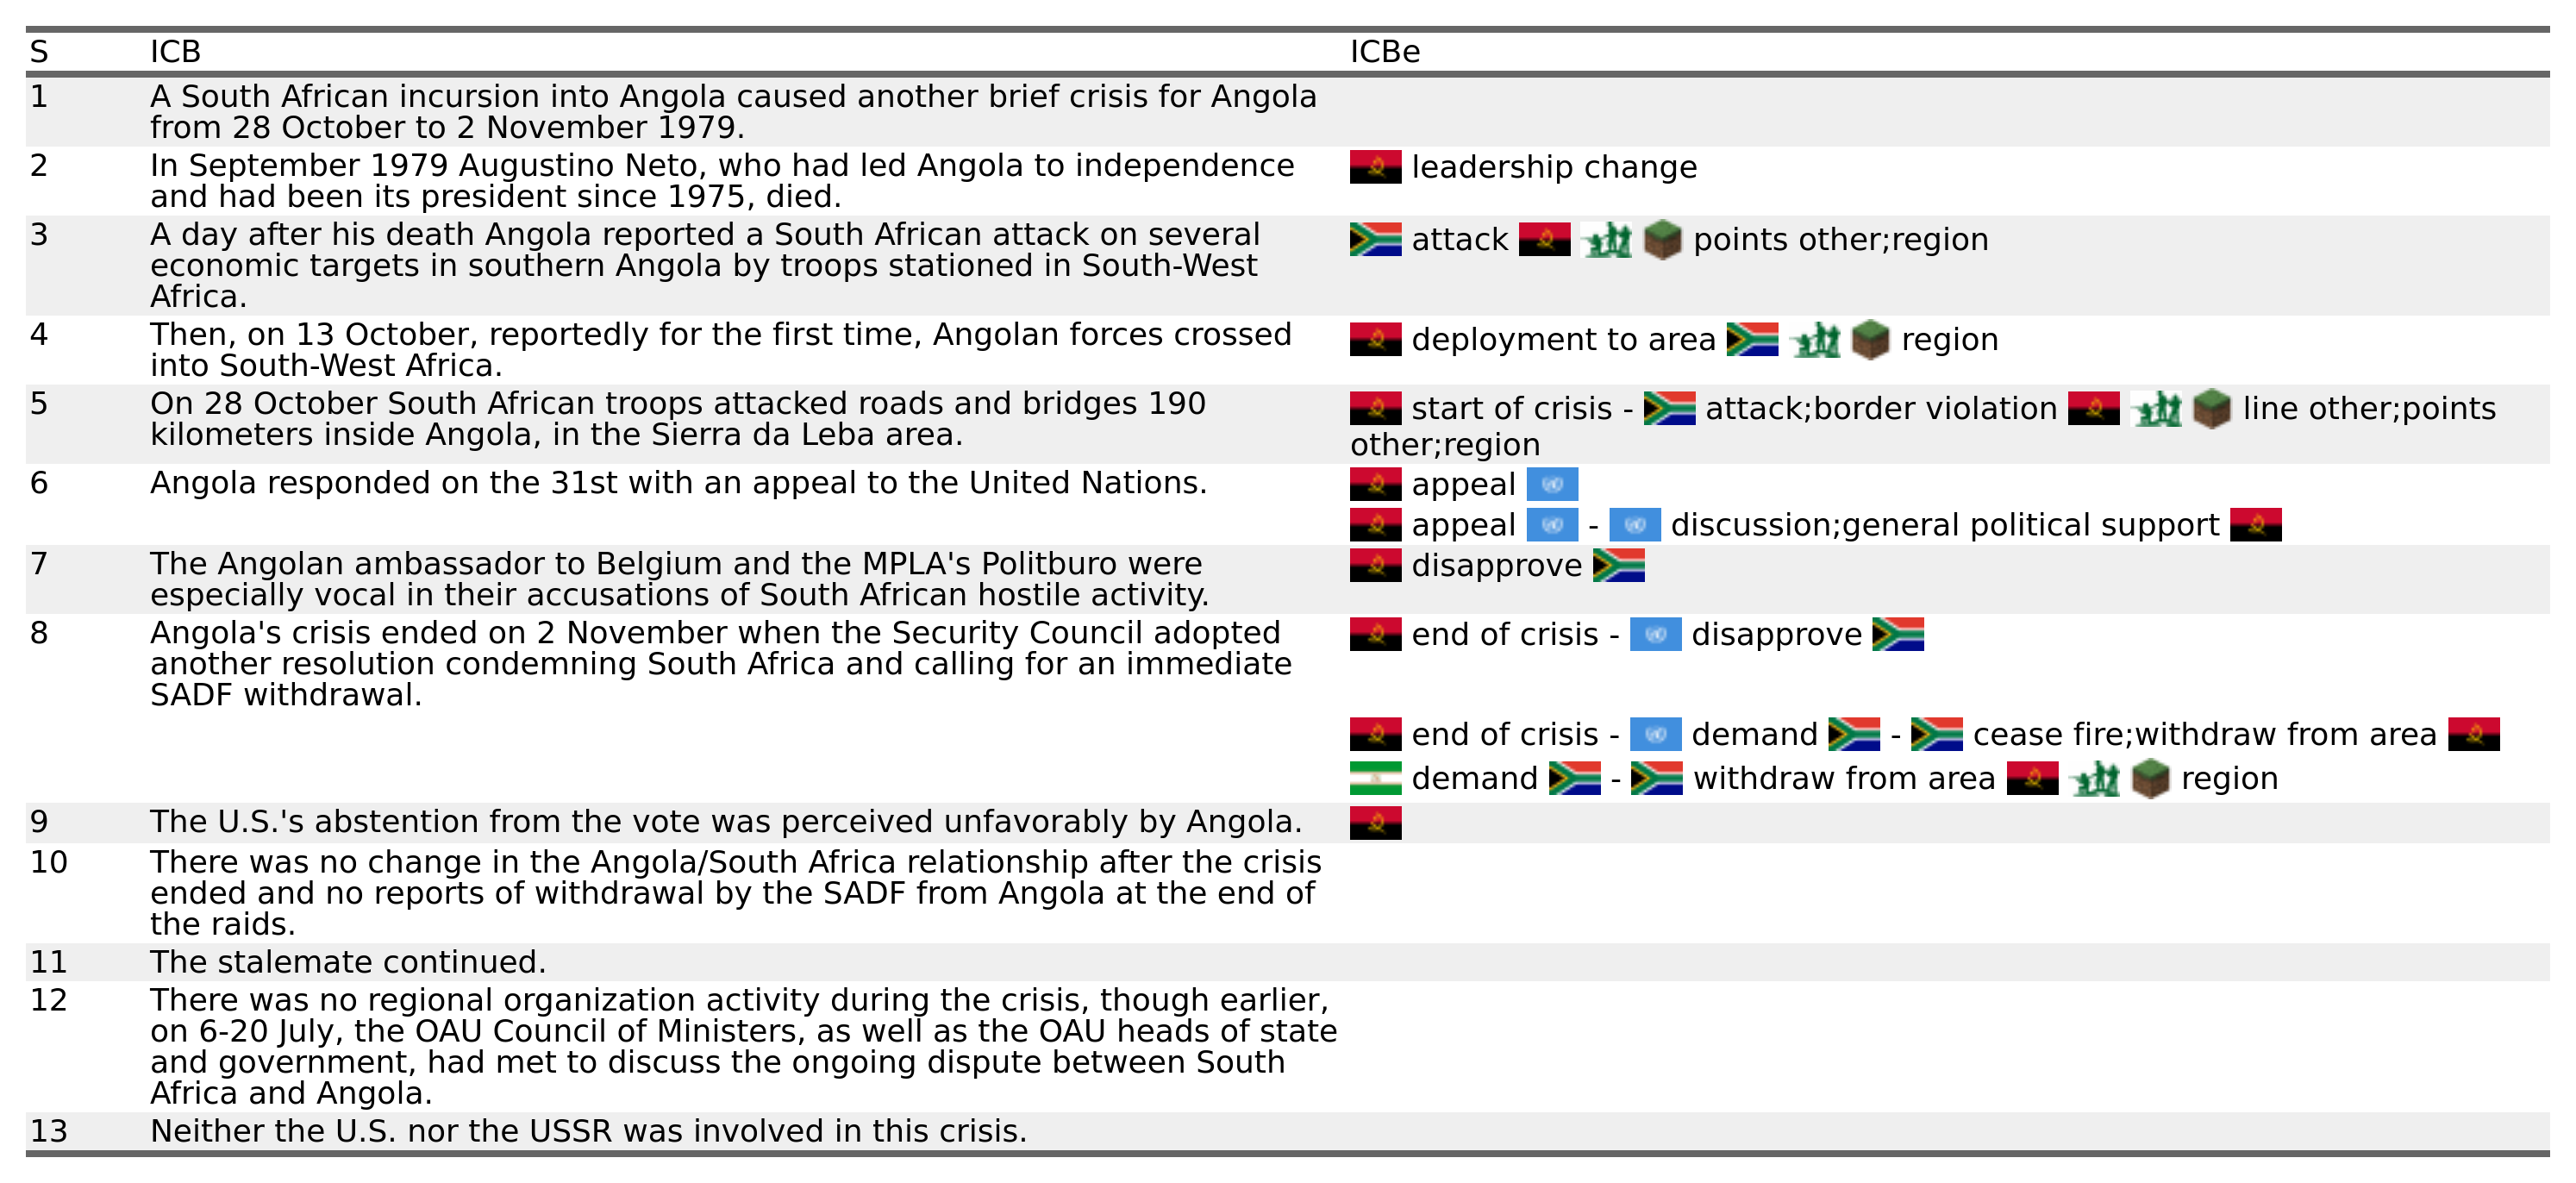 S ICB ICBe
1 A South African incursion into Angola caused another brief crisis for Angola
from 28 October to 2 November 1979.
2 In September 1979 Augustino Neto, who had led Angola to independence leadership change
and had been its president since 1975, died.
3 A day after his death Angola reported a South African attack on several attack points other;region
economic targets in southern Angola by troops stationed in South-West
Africa.
4 Then, on 13 October, reportedly for the first time, Angolan forces crossed deployment to area region
into South-West Africa.
5 On 28 October South African troops attacked roads and bridges 190 start of crisis - attack;border violation line other;points
kilometers inside Angola, in the Sierra da Leba area. other;region
6 Angola responded on the 31st with an appeal to the United Nations. appeal
appeal - discussion;general political support
7 The Angolan ambassador to Belgium and the MPLA's Politburo were disapprove
especially vocal in their accusations of South African hostile activity.
8 Angola's crisis ended on 2 November when the Security Council adopted end of crisis - disapprove
another resolution condemning South Africa and calling for an immediate
SADF withdrawal.
end of crisis - demand - cease fire;withdraw from area
demand - withdraw from area region
9 The U.S.'s abstention from the vote was perceived unfavorably by Angola.
10 There was no change in the Angola/South Africa relationship after the crisis
ended and no reports of withdrawal by the SADF from Angola at the end of
the raids.
11 The stalemate continued.
12 There was no regional organization activity during the crisis, though earlier,
on 6-20 July, the OAU Council of Ministers, as well as the OAU heads of state
and government, had met to discuss the ongoing dispute between South
Africa and Angola.
13 Neither the U.S. nor the USSR was involved in this crisis.